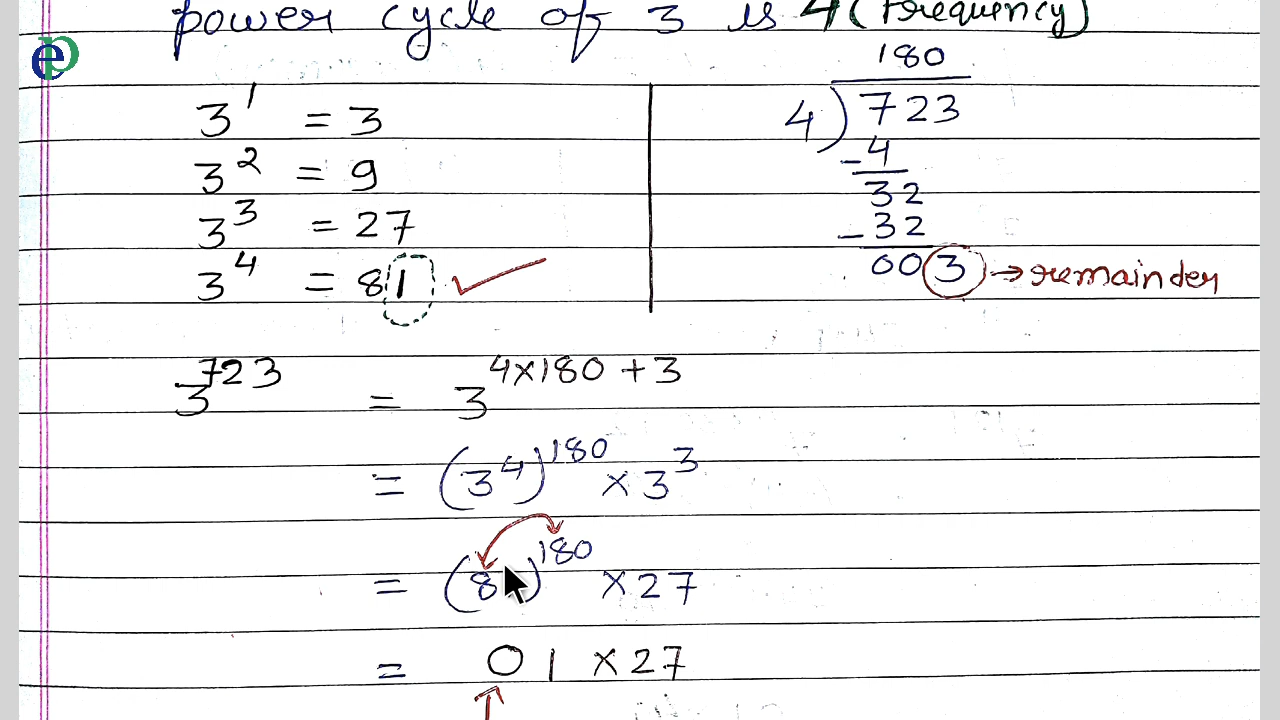 power cycle of 3 is 4 (frequency)
ep
3^1 = 3
3^2 = 9
3^3 = 27
3^4 = 81 ✓
180
4)723
-4
32
-32
003 → remainder
3^723 = 3^4×180+3
= (3^4)^180 × 3^3
= (8 )^180 × 27
= 01 × 27